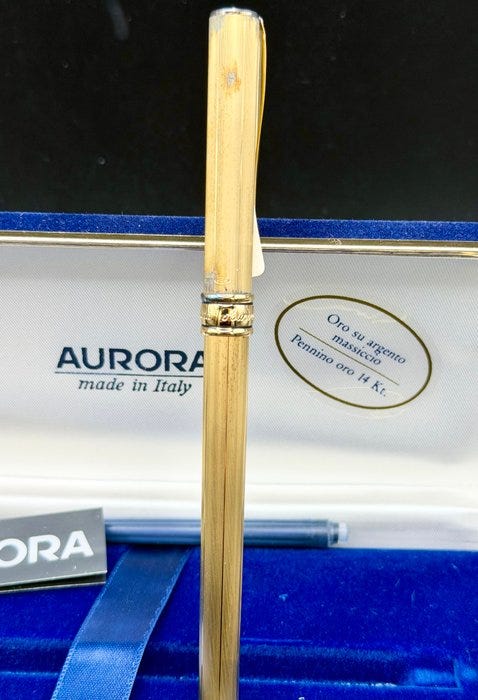 AURORA
made in Italy
Oro su argento
massiccio
Pennino oro 14 Kt.
ORA